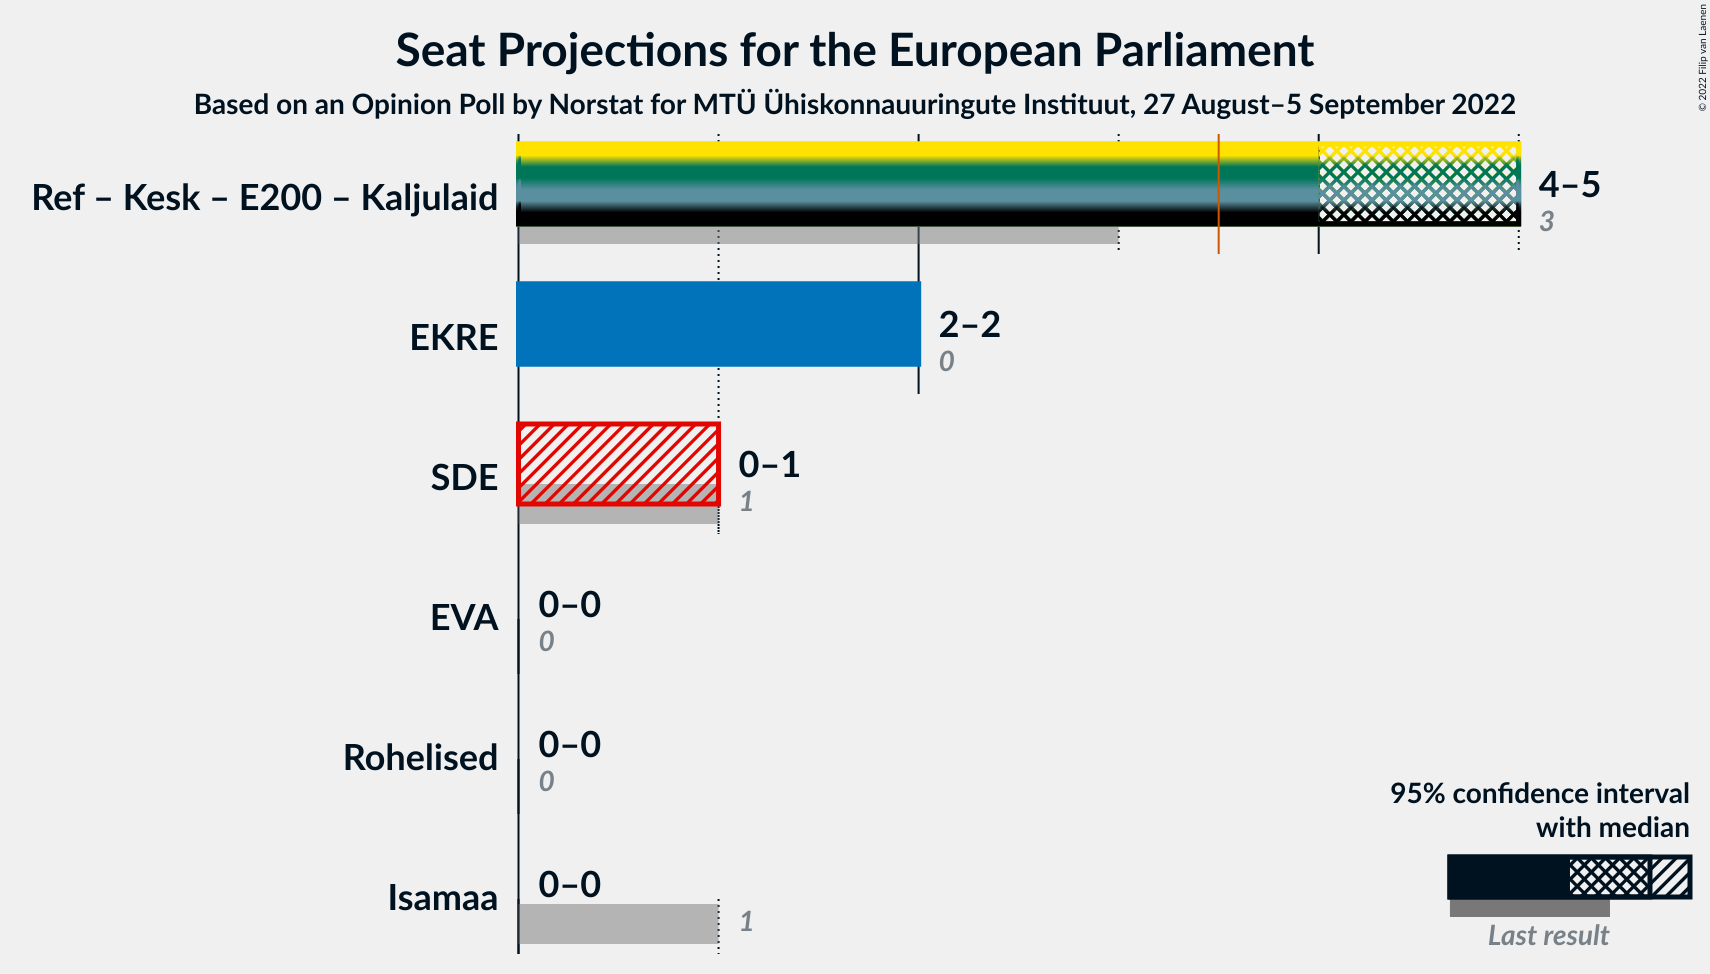 Seat Projections for the European Parliament
Based on an Opinion Poll by Norstat for MTÜ Ühiskonnauuringute Instituut, 27 August–5 September 2022
© 2022 Filip van Laenen
Ref – Kesk – E200 – Kaljulaid
4–5
3
EKRE
2–2
0
SDE
0–1
1
EVA
0–0
0
Rohelised
0–0
0
Isamaa
0–0
1
95% confidence interval
with median
Last result